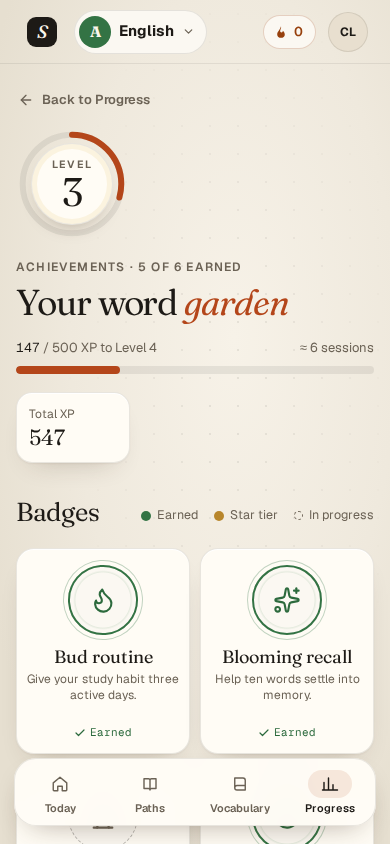 S
A English
0
CL
Back to Progress
LEVEL
3
ACHIEVEMENTS · 5 OF 6 EARNED
Your word garden
147 / 500 XP to Level 4
≈ 6 sessions
Total XP
547
Badges
Earned
Star tier
In progress
Bud routine
Give your study habit three
active days.
Earned
Blooming recall
Help ten words settle into
memory.
Earned
Today
Paths
Vocabulary
Progress